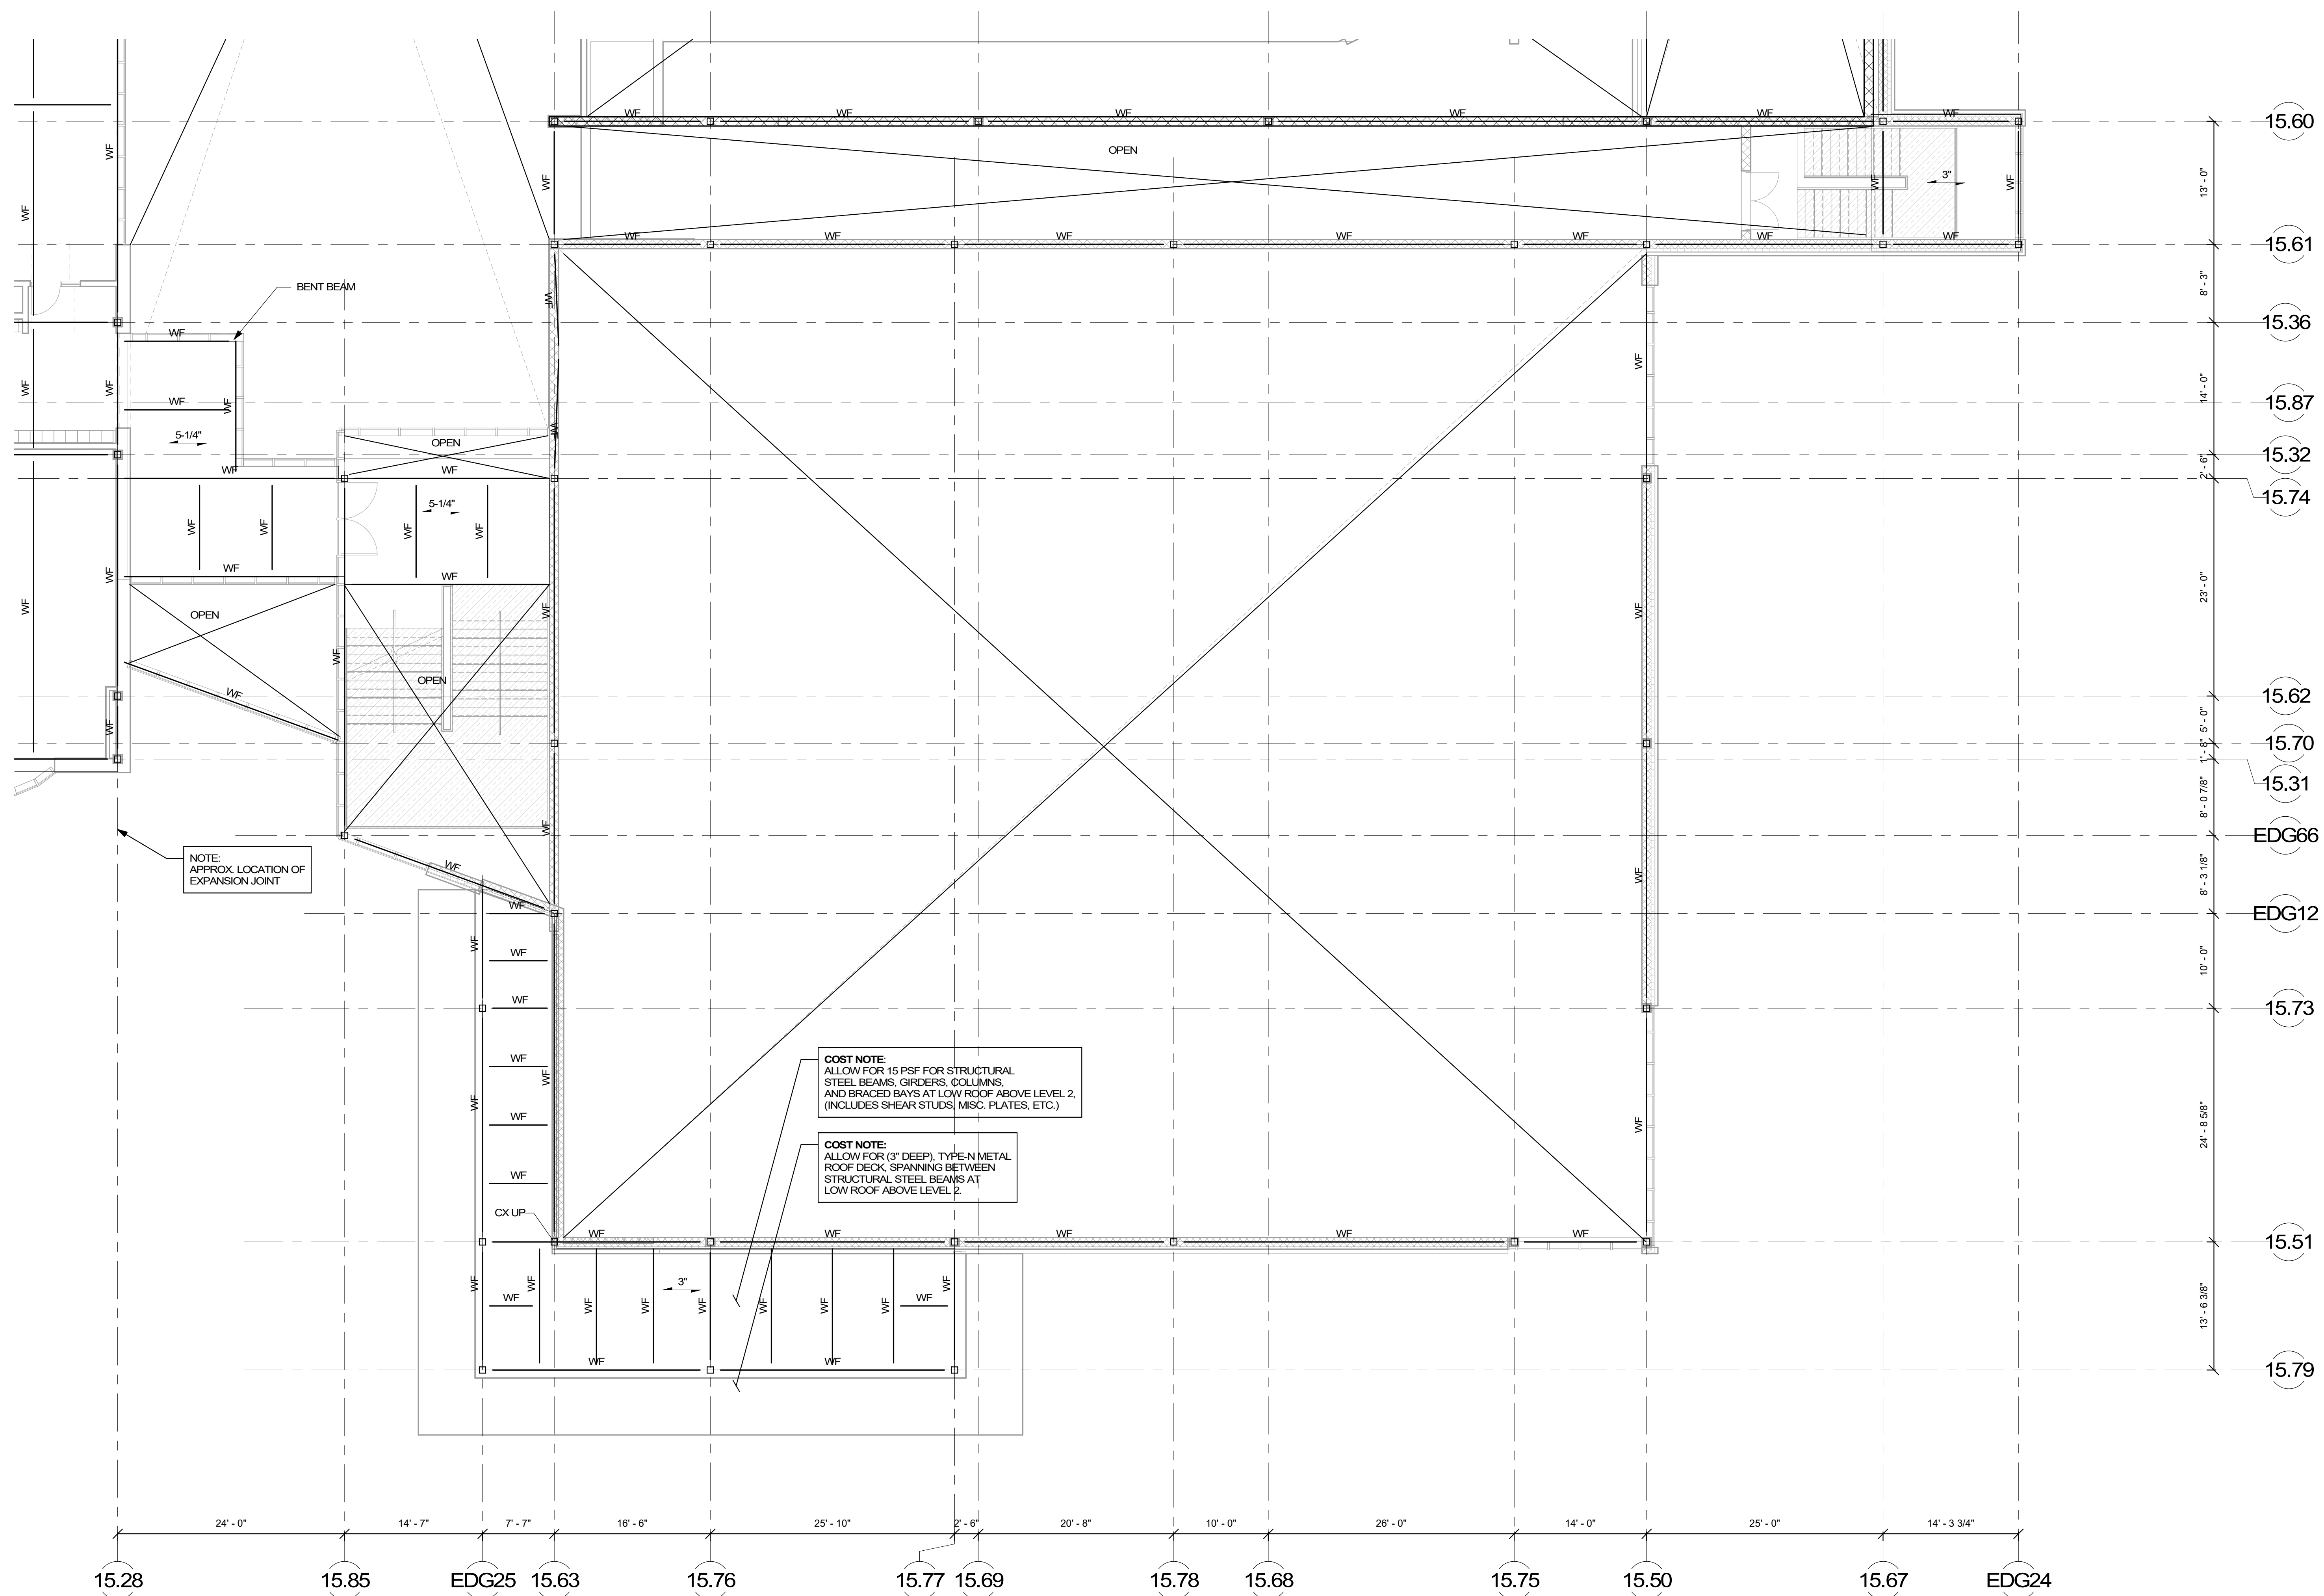 WF
WF
WF
WF
WF
WF
15.60
WF
OPEN
13' - 0"
WF
WF
3"
WF
WF
WF
WF
WF
WF
WF
WF
WF
15.61
BENT BEAM
WF
8' - 3"
15.36
WF
WF
WF
WF
WF
WF
WF
14' - 0"
15.87
5-1/4"
OPEN
WF
15.32
WF
WF
2' - 6"
15.74
5-1/4"
WF
WF
WF
WF
WF
WF
WF
WF
OPEN
WF
WF
23' - 0"
WF
WF
OPEN
15.62
WF
5' - 0"
15.70
1' - 8"
15.31
8' - 0 7/8"
WF
EDG66
NOTE:
APPROX. LOCATION OF
EXPANSION JOINT
WF
WF
8' - 3 1/8"
WF
EDG12
WF
WF
10' - 0"
WF
15.73
COST NOTE:
ALLOW FOR 15 PSF FOR STRUCTURAL
STEEL BEAMS, GIRDERS, COLUMNS,
AND BRACED BAYS AT LOW ROOF ABOVE LEVEL 2,
(INCLUDES SHEAR STUDS, MISC. PLATES, ETC.)
WF
WF
WF
WF
WF
24' - 8 5/8"
COST NOTE:
ALLOW FOR (3" DEEP), TYPE-N METAL
ROOF DECK, SPANNING BETWEEN
STRUCTURAL STEEL BEAMS AT
LOW ROOF ABOVE LEVEL 2.
WF
CX UP
WF
WF
WF
WF
WF
15.51
WF
WF
3"
WF
WF
WF
WF
WF
WF
WF
WF
WF
WF
13' - 6 3/8"
WF
WF
15.79
24' - 0"
14' - 7"
7' - 7"
16' - 6"
25' - 10"
2' - 6"
20' - 8"
10' - 0"
26' - 0"
14' - 0"
25' - 0"
14' - 3 3/4"
15.28
15.85
EDG25
15.63
15.76
15.77
15.69
15.78
15.68
15.75
15.50
15.67
EDG24